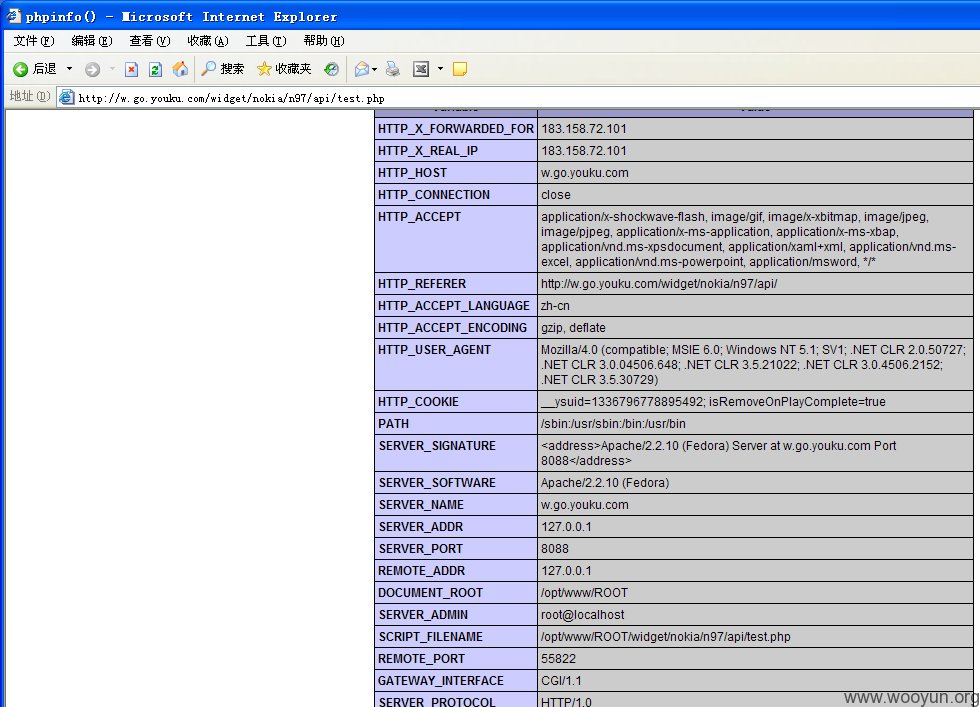 phpinfo() - Microsoft Internet Explorer
文件(F) 编辑(E) 查看(V) 收藏(A) 工具(T) 帮助(H)
后退 搜索 收藏夹
地址(D) http://w.go.youku.com/widget/nokia/n97/api/test.php
HTTP_X_FORWARDED_FOR 183.158.72.101
HTTP_X_REAL_IP 183.158.72.101
HTTP_HOST w.go.youku.com
HTTP_CONNECTION close
HTTP_ACCEPT application/x-shockwave-flash, image/gif, image/x-xbitmap, image/jpeg,
image/pjpeg, application/x-ms-application, application/x-ms-xbap,
application/vnd.ms-xpsdocument, application/xaml+xml, application/vnd.ms-
excel, application/vnd.ms-powerpoint, application/msword, */*
HTTP_REFERER http://w.go.youku.com/widget/nokia/n97/api/
HTTP_ACCEPT_LANGUAGE zh-cn
HTTP_ACCEPT_ENCODING gzip, deflate
HTTP_USER_AGENT Mozilla/4.0 (compatible; MSIE 6.0; Windows NT 5.1; SV1; .NET CLR 2.0.50727;
.NET CLR 3.0.04506.648; .NET CLR 3.5.21022; .NET CLR 3.0.4506.2152;
.NET CLR 3.5.30729)
HTTP_COOKIE __ysuid=1336796778895492; isRemoveOnPlayComplete=true
PATH /sbin:/usr/sbin:/bin:/usr/bin
SERVER_SIGNATURE <address>Apache/2.2.10 (Fedora) Server at w.go.youku.com Port
8088</address>
SERVER_SOFTWARE Apache/2.2.10 (Fedora)
SERVER_NAME w.go.youku.com
SERVER_ADDR 127.0.0.1
SERVER_PORT 8088
REMOTE_ADDR 127.0.0.1
DOCUMENT_ROOT /opt/www/ROOT
SERVER_ADMIN root@localhost
SCRIPT_FILENAME /opt/www/ROOT/widget/nokia/n97/api/test.php
REMOTE_PORT 55822
GATEWAY_INTERFACE CGI/1.1
SERVER_PROTOCOL HTTP/1.0
www.wooyun.org